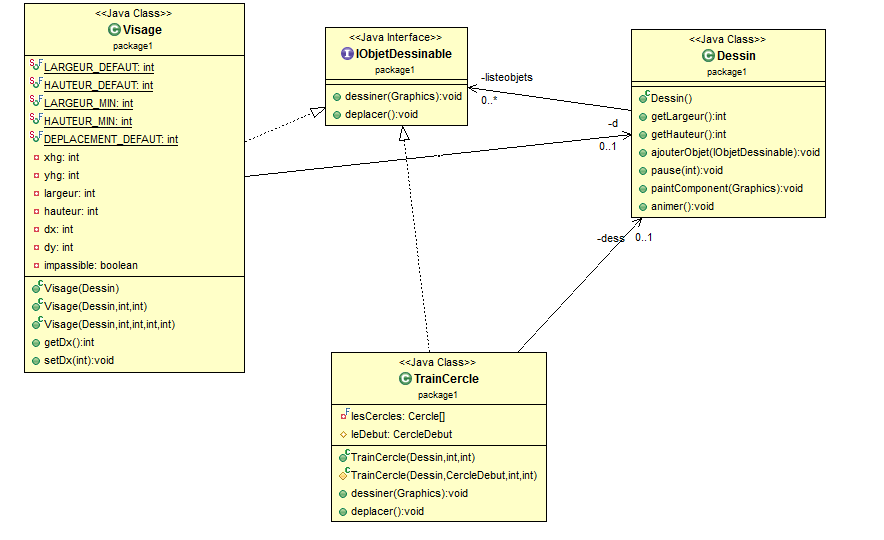 <<Java Class>>
Visage
package1
LARGEUR_DEFAUT: int
HAUTEUR_DEFAUT: int
LARGEUR_MIN: int
HAUTEUR_MIN: int
DEPLACEMENT_DEFAUT: int
xhg: int
yhg: int
largeur: int
hauteur: int
dx: int
dy: int
impassible: boolean
Visage(Dessin)
Visage(Dessin,int,int)
Visage(Dessin,int,int,int,int)
getDx():int
setDx(int):void
<<Java Interface>>
IObjetDessinable
package1
dessiner(Graphics):void
deplacer():void
-listeobjets
0..*
-d
0..1
<<Java Class>>
Dessin
package1
Dessin()
getLargeur():int
getHauteur():int
ajouterObjet(IObjetDessinable):void
pause(int):void
paintComponent(Graphics):void
animer():void
-dess
0..1
<<Java Class>>
TrainCercle
package1
lesCercles: Cercle[]
leDebut: CercleDebut
TrainCercle(Dessin,int,int)
TrainCercle(Dessin,CercleDebut,int,int)
dessiner(Graphics):void
deplacer():void